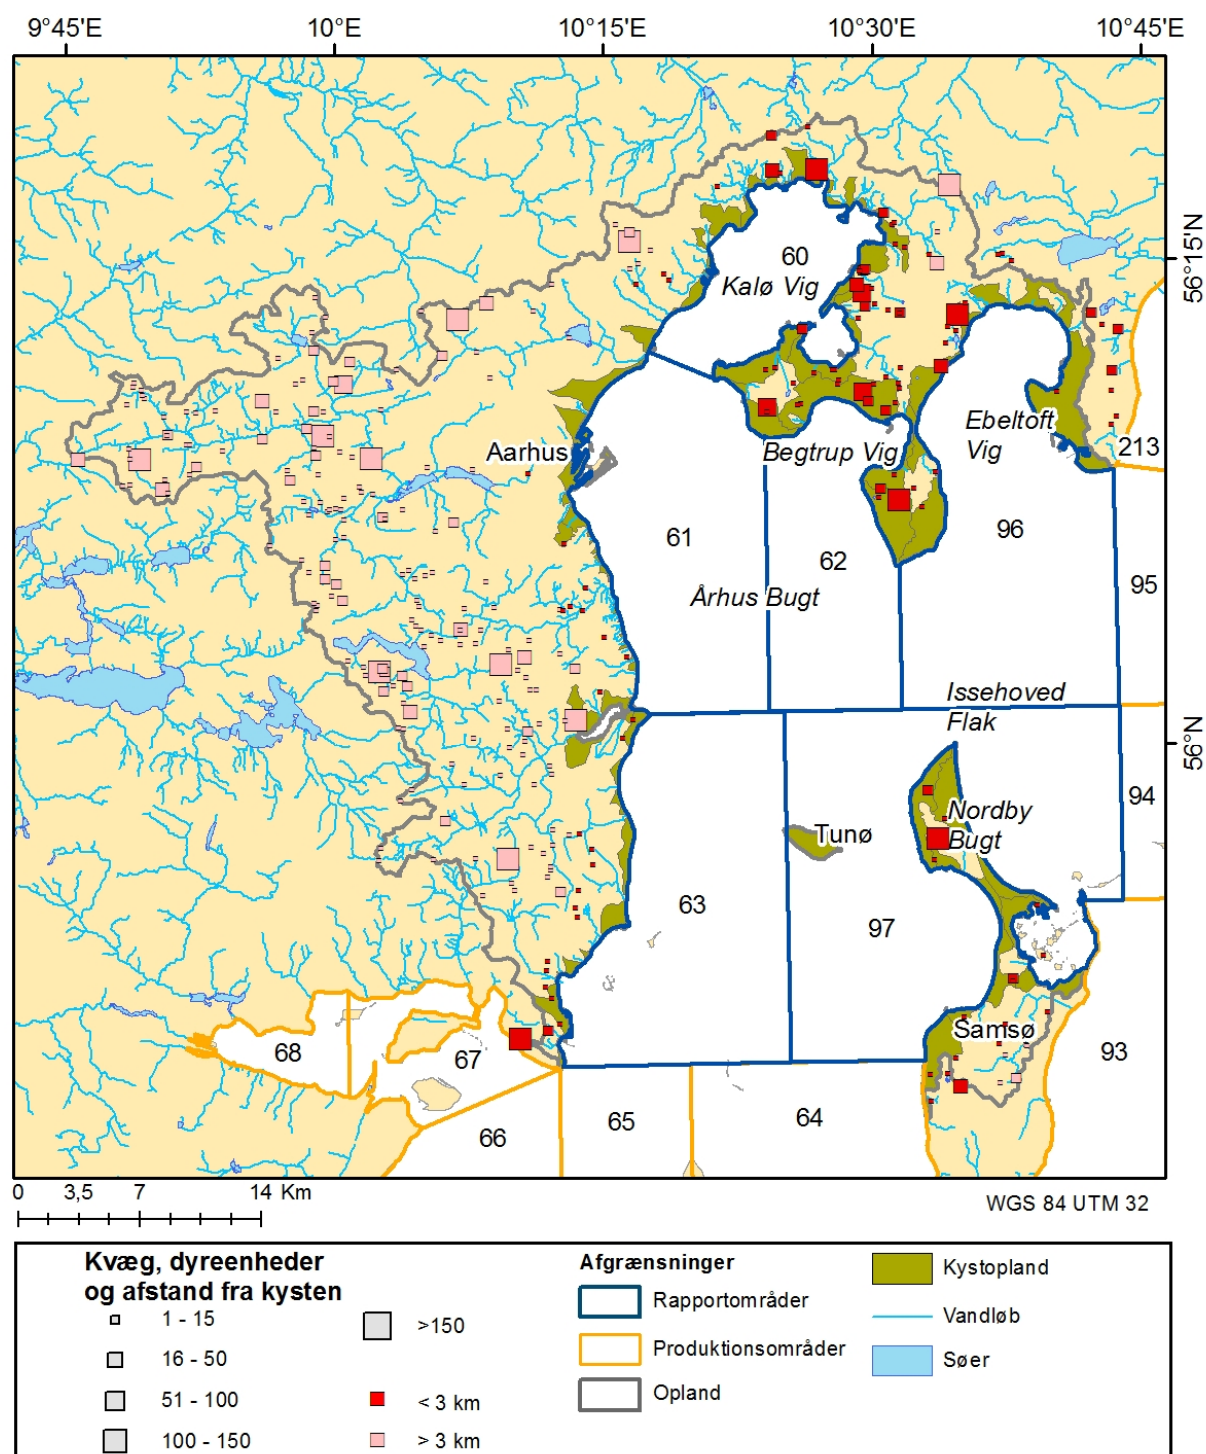 9°45'E 10°E 10°15'E 10°30'E 10°45'E
56°15'N
60
Kalø Vig
Ebeltoft
Vig
213
Aarhus
Begtrup Vig
61
62
96
95
Århus Bugt
Issehoved
Flak
56°N
94
Nordby
Bugt
Tunø
63
97
Samsø
93
68
67
66
65
64
0 3,5 7 14 Km
WGS 84 UTM 32
Kvæg, dyreenheder
og afstand fra kysten
1 - 15
16 - 50
51 - 100
100 - 150
>150
< 3 km
> 3 km
Afgrænsninger
Rapportområder
Produktionsområder
Opland
Kystopland
Vandløb
Søer